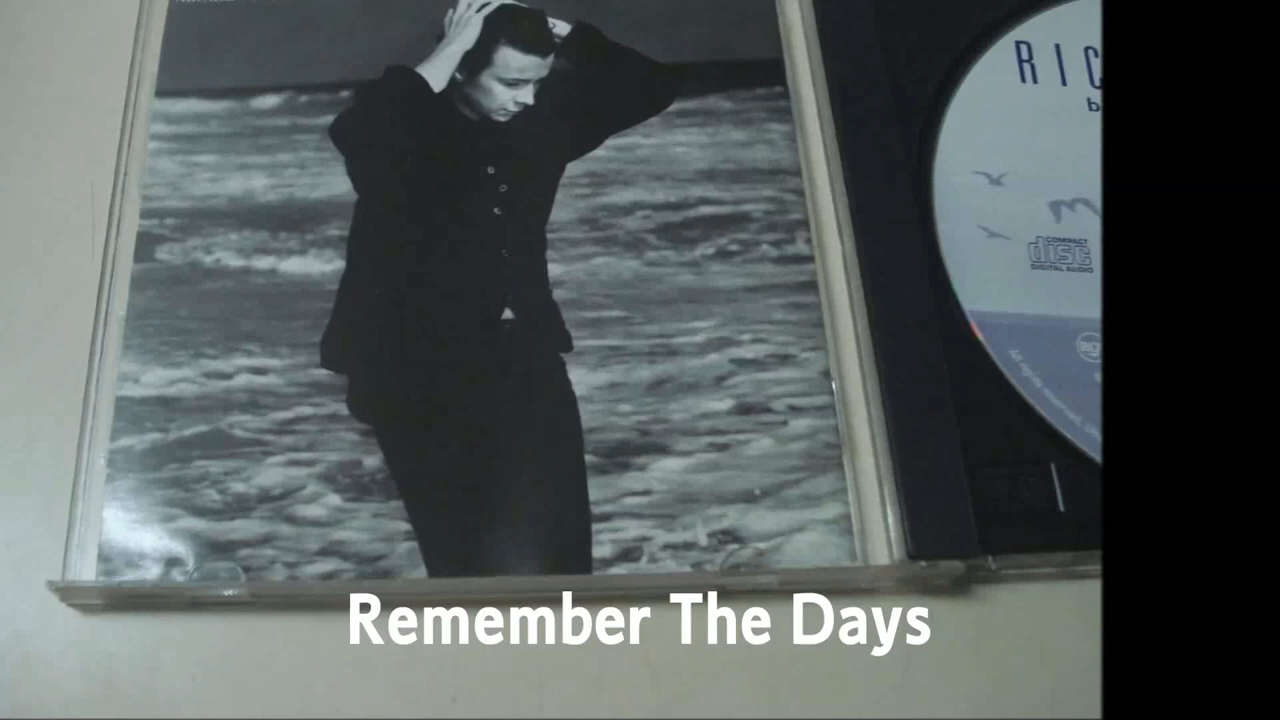 RIC
b
COMPACT
disc
DIGITAL AUDIO
Remember The Days